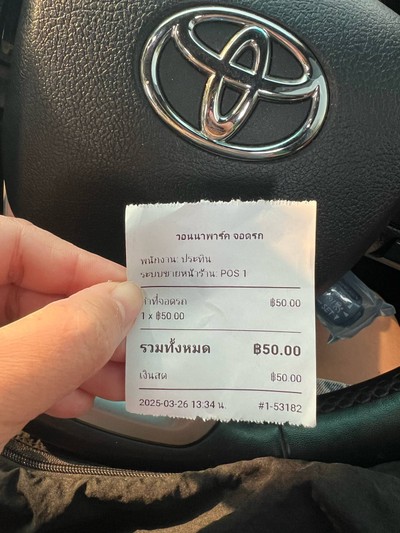 วอนนาพาร์ค จอดรถ
พนักงาน: ประทิน
ระบบขายหน้าร้าน: POS 1
ที่จอดรถ ฿50.00
1 x ฿50.00
รวมทั้งหมด ฿50.00
เงินสด ฿50.00
2025-03-26 13:34 น #1-53182